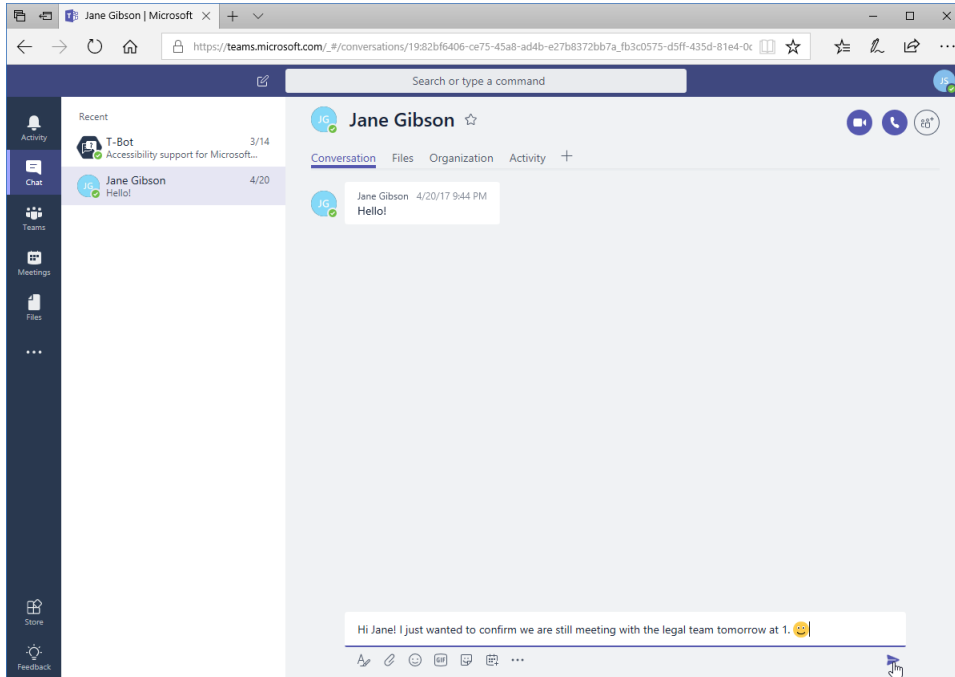 Jane Gibson | Microsoft
https://teams.microsoft.com/_#/conversations/19:82bf6406-ce75-45a8-ad4b-e27b8372bb7a_fb3c0575-d5ff-435d-81e4-0c
Search or type a command
JS
Activity
Chat
Teams
Meetings
Files
Store
Feedback
Recent
T-Bot 3/14
Accessibility support for Microsoft...
JG Jane Gibson 4/20
Hello!
JG Jane Gibson
Conversation Files Organization Activity
JG Jane Gibson 4/20/17 9:44 PM
Hello!
Hi Jane! I just wanted to confirm we are still meeting with the legal team tomorrow at 1.
GIF